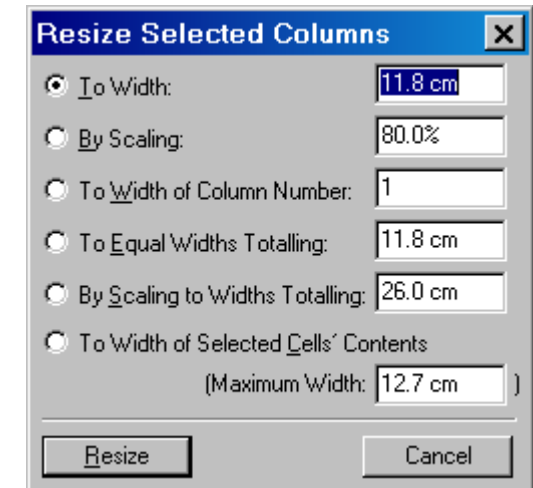 Resize Selected Columns
To Width: 11.8 cm
By Scaling: 80.0%
To Width of Column Number: 1
To Equal Widths Totalling: 11.8 cm
By Scaling to Widths Totalling: 26.0 cm
To Width of Selected Cells´ Contents
(Maximum Width: 12.7 cm )
Resize Cancel